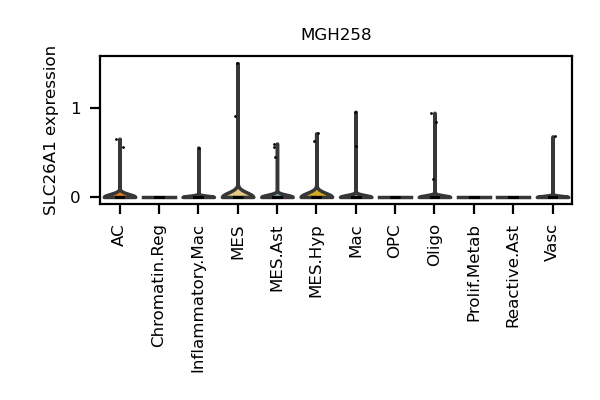 MGH258
SLC26A1 expression
1
0
AC
Chromatin.Reg
Inflammatory.Mac
MES
MES.Ast
MES.Hyp
Mac
OPC
Oligo
Prolif.Metab
Reactive.Ast
Vasc